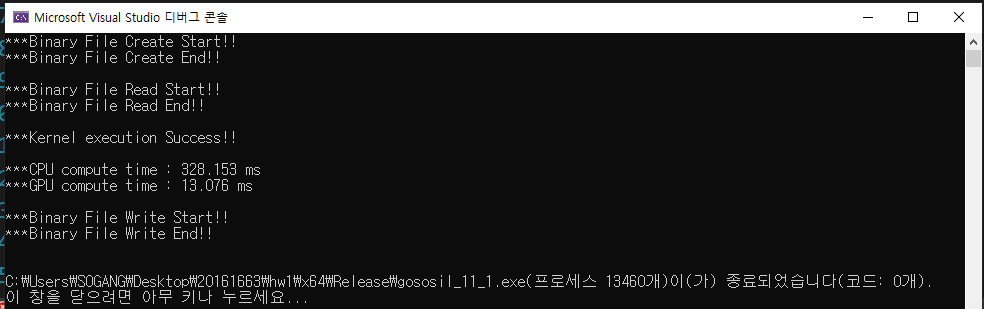 Microsoft Visual Studio 디버그 콘솔
***Binary File Create Start!!
***Binary File Create End!!
***Binary File Read Start!!
***Binary File Read End!!
***Kernel execution Success!!
***CPU compute time : 328.153 ms
***GPU compute time : 13.076 ms
***Binary File Write Start!!
***Binary File Write End!!
C:₩Users₩SOGANG₩Desktop₩20161663₩hw1₩x64₩Release₩gososil_11_1.exe(프로세스 13460개)이(가) 종료되었습니다(코드: 0개).
이 창을 닫으려면 아무 키나 누르세요...